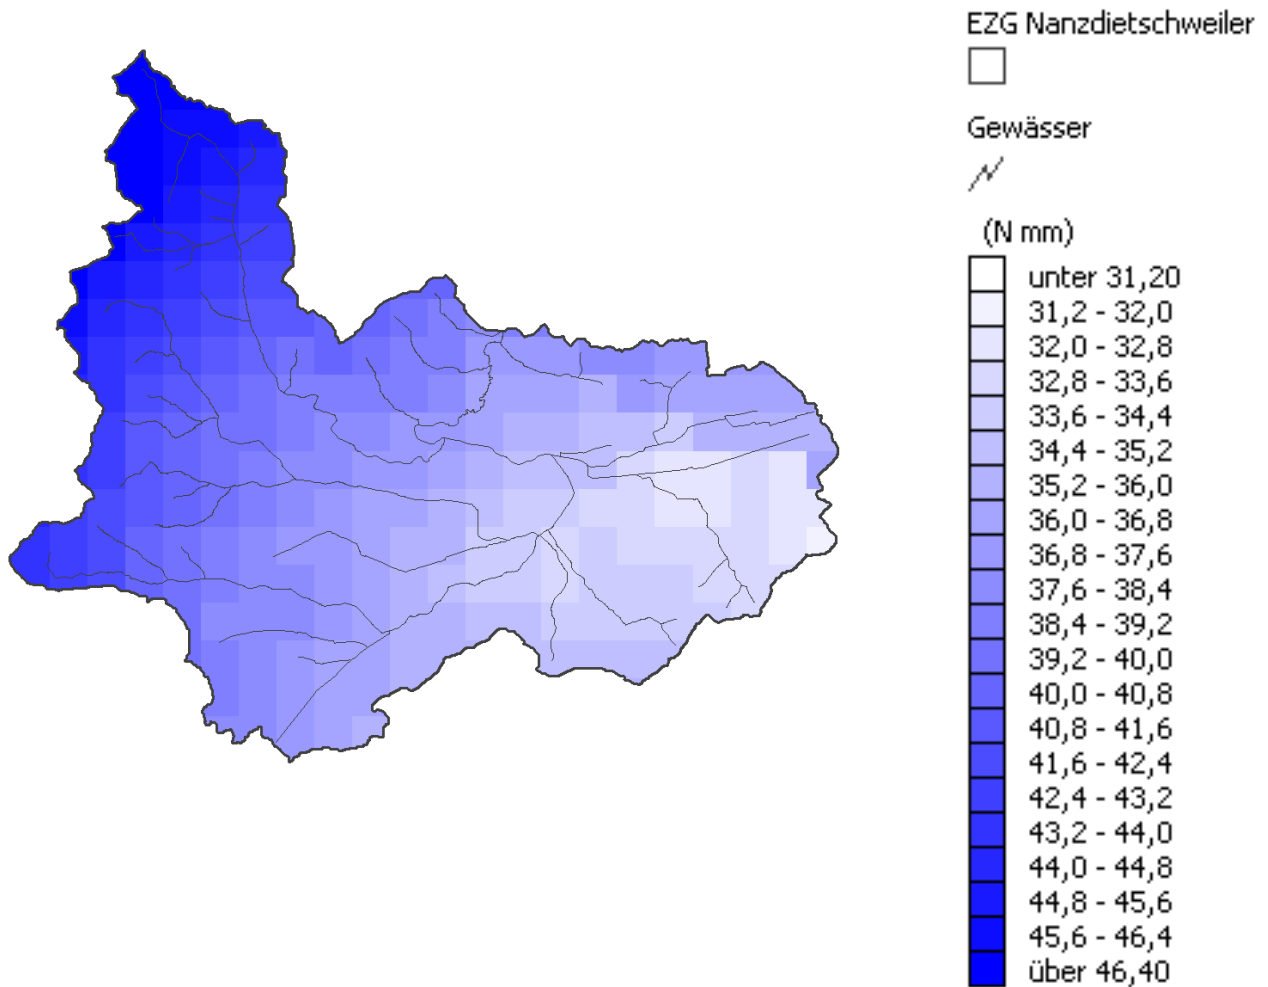 EZG Nanzdietschweiler
Gewässer
(N mm)
unter 31,20
31,2 - 32,0
32,0 - 32,8
32,8 - 33,6
33,6 - 34,4
34,4 - 35,2
35,2 - 36,0
36,0 - 36,8
36,8 - 37,6
37,6 - 38,4
38,4 - 39,2
39,2 - 40,0
40,0 - 40,8
40,8 - 41,6
41,6 - 42,4
42,4 - 43,2
43,2 - 44,0
44,0 - 44,8
44,8 - 45,6
45,6 - 46,4
über 46,40